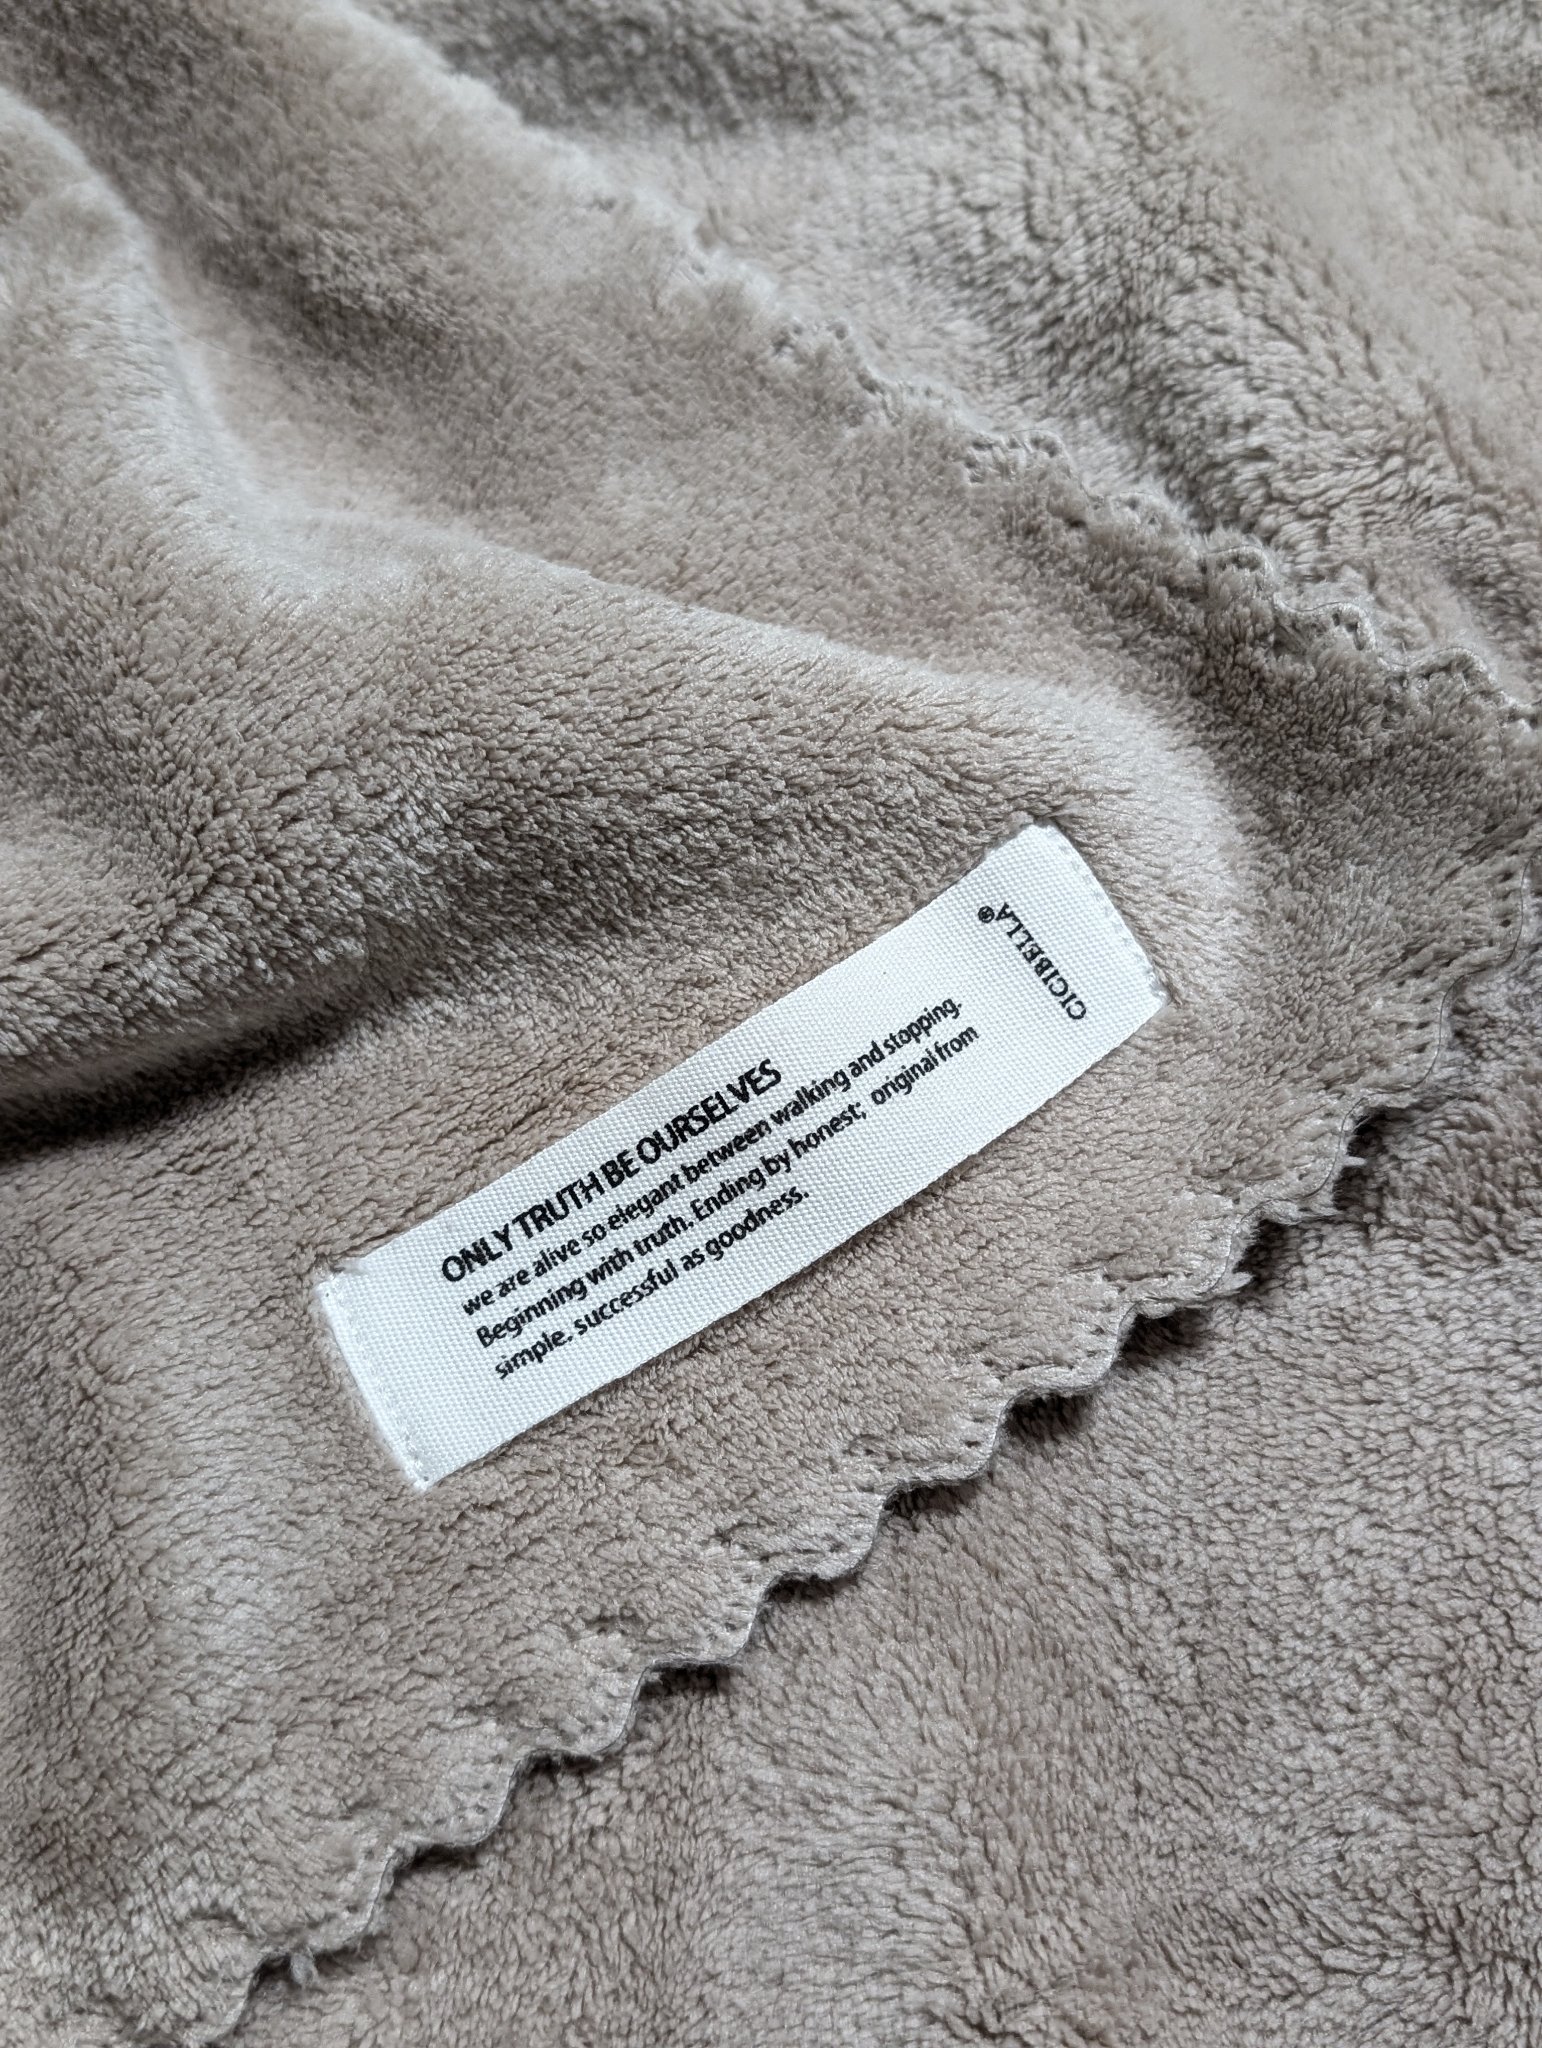 ONLY TRUTH BE OURSELVES
we are alive so elegant between walking and stopping.
Beginning with truth. Ending by honest; original from
simple. successful as goodness.
CICIBELLA®